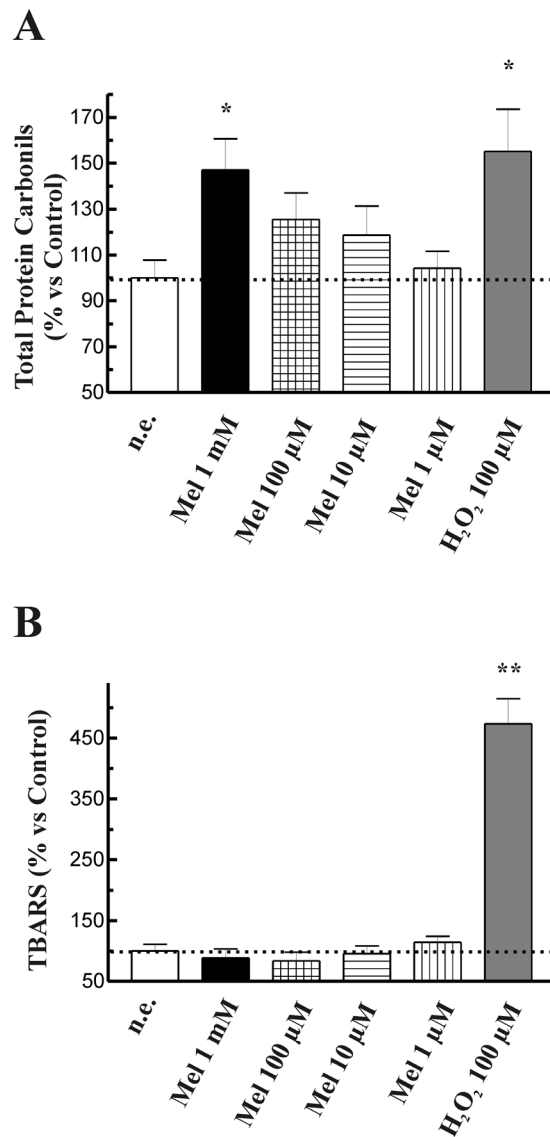 A
Total Protein Carbonils
(% vs Control)
170
150
130
110
90
70
50
*
*
n.e.
Mel 1 mM
Mel 100 µM
Mel 10 µM
Mel 1 µM
H₂O₂ 100 µM
B
TBARS (% vs Control)
450
350
250
150
50
**
n.e.
Mel 1 mM
Mel 100 µM
Mel 10 µM
Mel 1 µM
H₂O₂ 100 µM